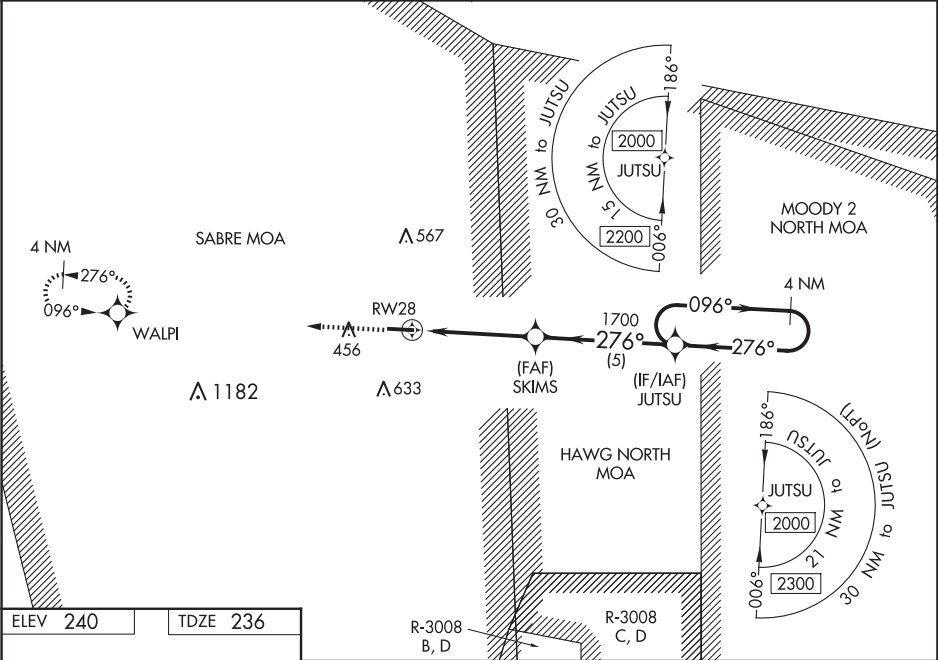 186°
30 NM to JUTSU
15 NM to JUTSU
2000
JUTSU
2200
006°
MOODY 2
NORTH MOA
SABRE MOA
567
4 NM
276°
096°
WALPI
RW28
456
1182
633
1700
276°
(5)
(FAF)
SKIMS
(IF/IAF)
JUTSU
096°
4 NM
276°
HAWG NORTH
MOA
186°
30 NM to JUTSU (NoPT)
21 NM to JUTSU
JUTSU
2000
2300
006°
R-3008
B, D
R-3008
C, D
ELEV 240
TDZE 236